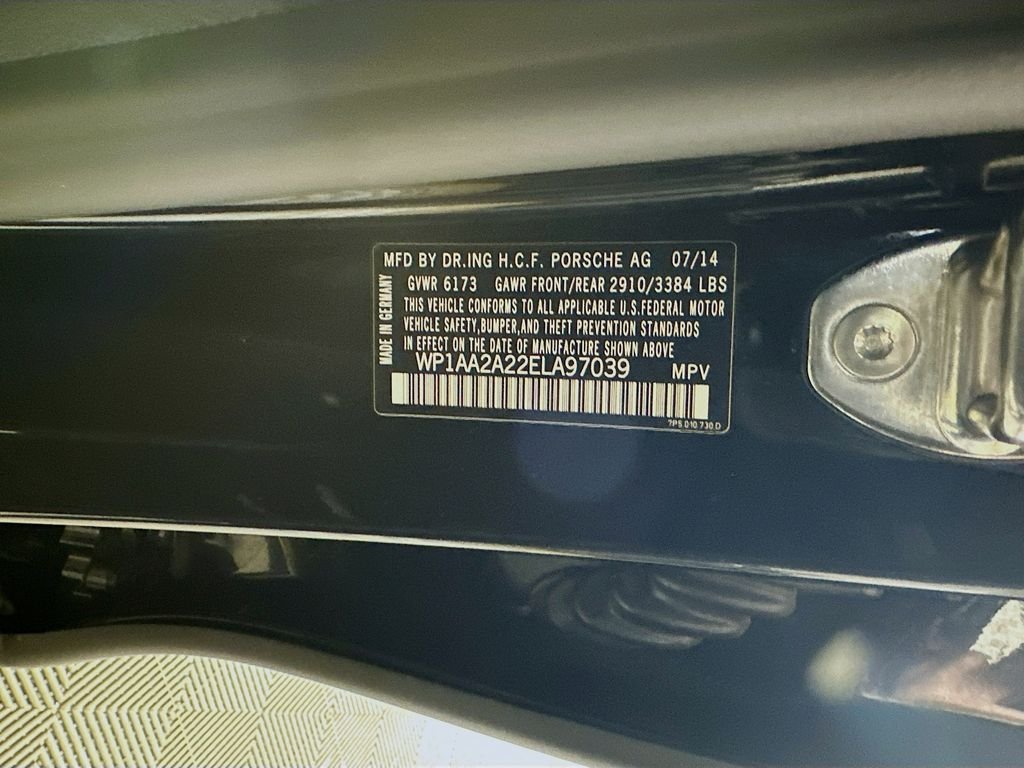 MFD BY DR.ING H.C.F. PORSCHE AG 07/14
GVWR 6173 GAWR FRONT/REAR 2910/3384 LBS
MADE IN GERMANY
THIS VEHICLE CONFORMS TO ALL APPLICABLE U.S.FEDERAL MOTOR
VEHICLE SAFETY,BUMPER,AND THEFT PREVENTION STANDARDS
IN EFFECT ON THE DATE OF MANUFACTURE SHOWN ABOVE
WP1AA2A22ELA97039 MPV
7P5 010 730 D